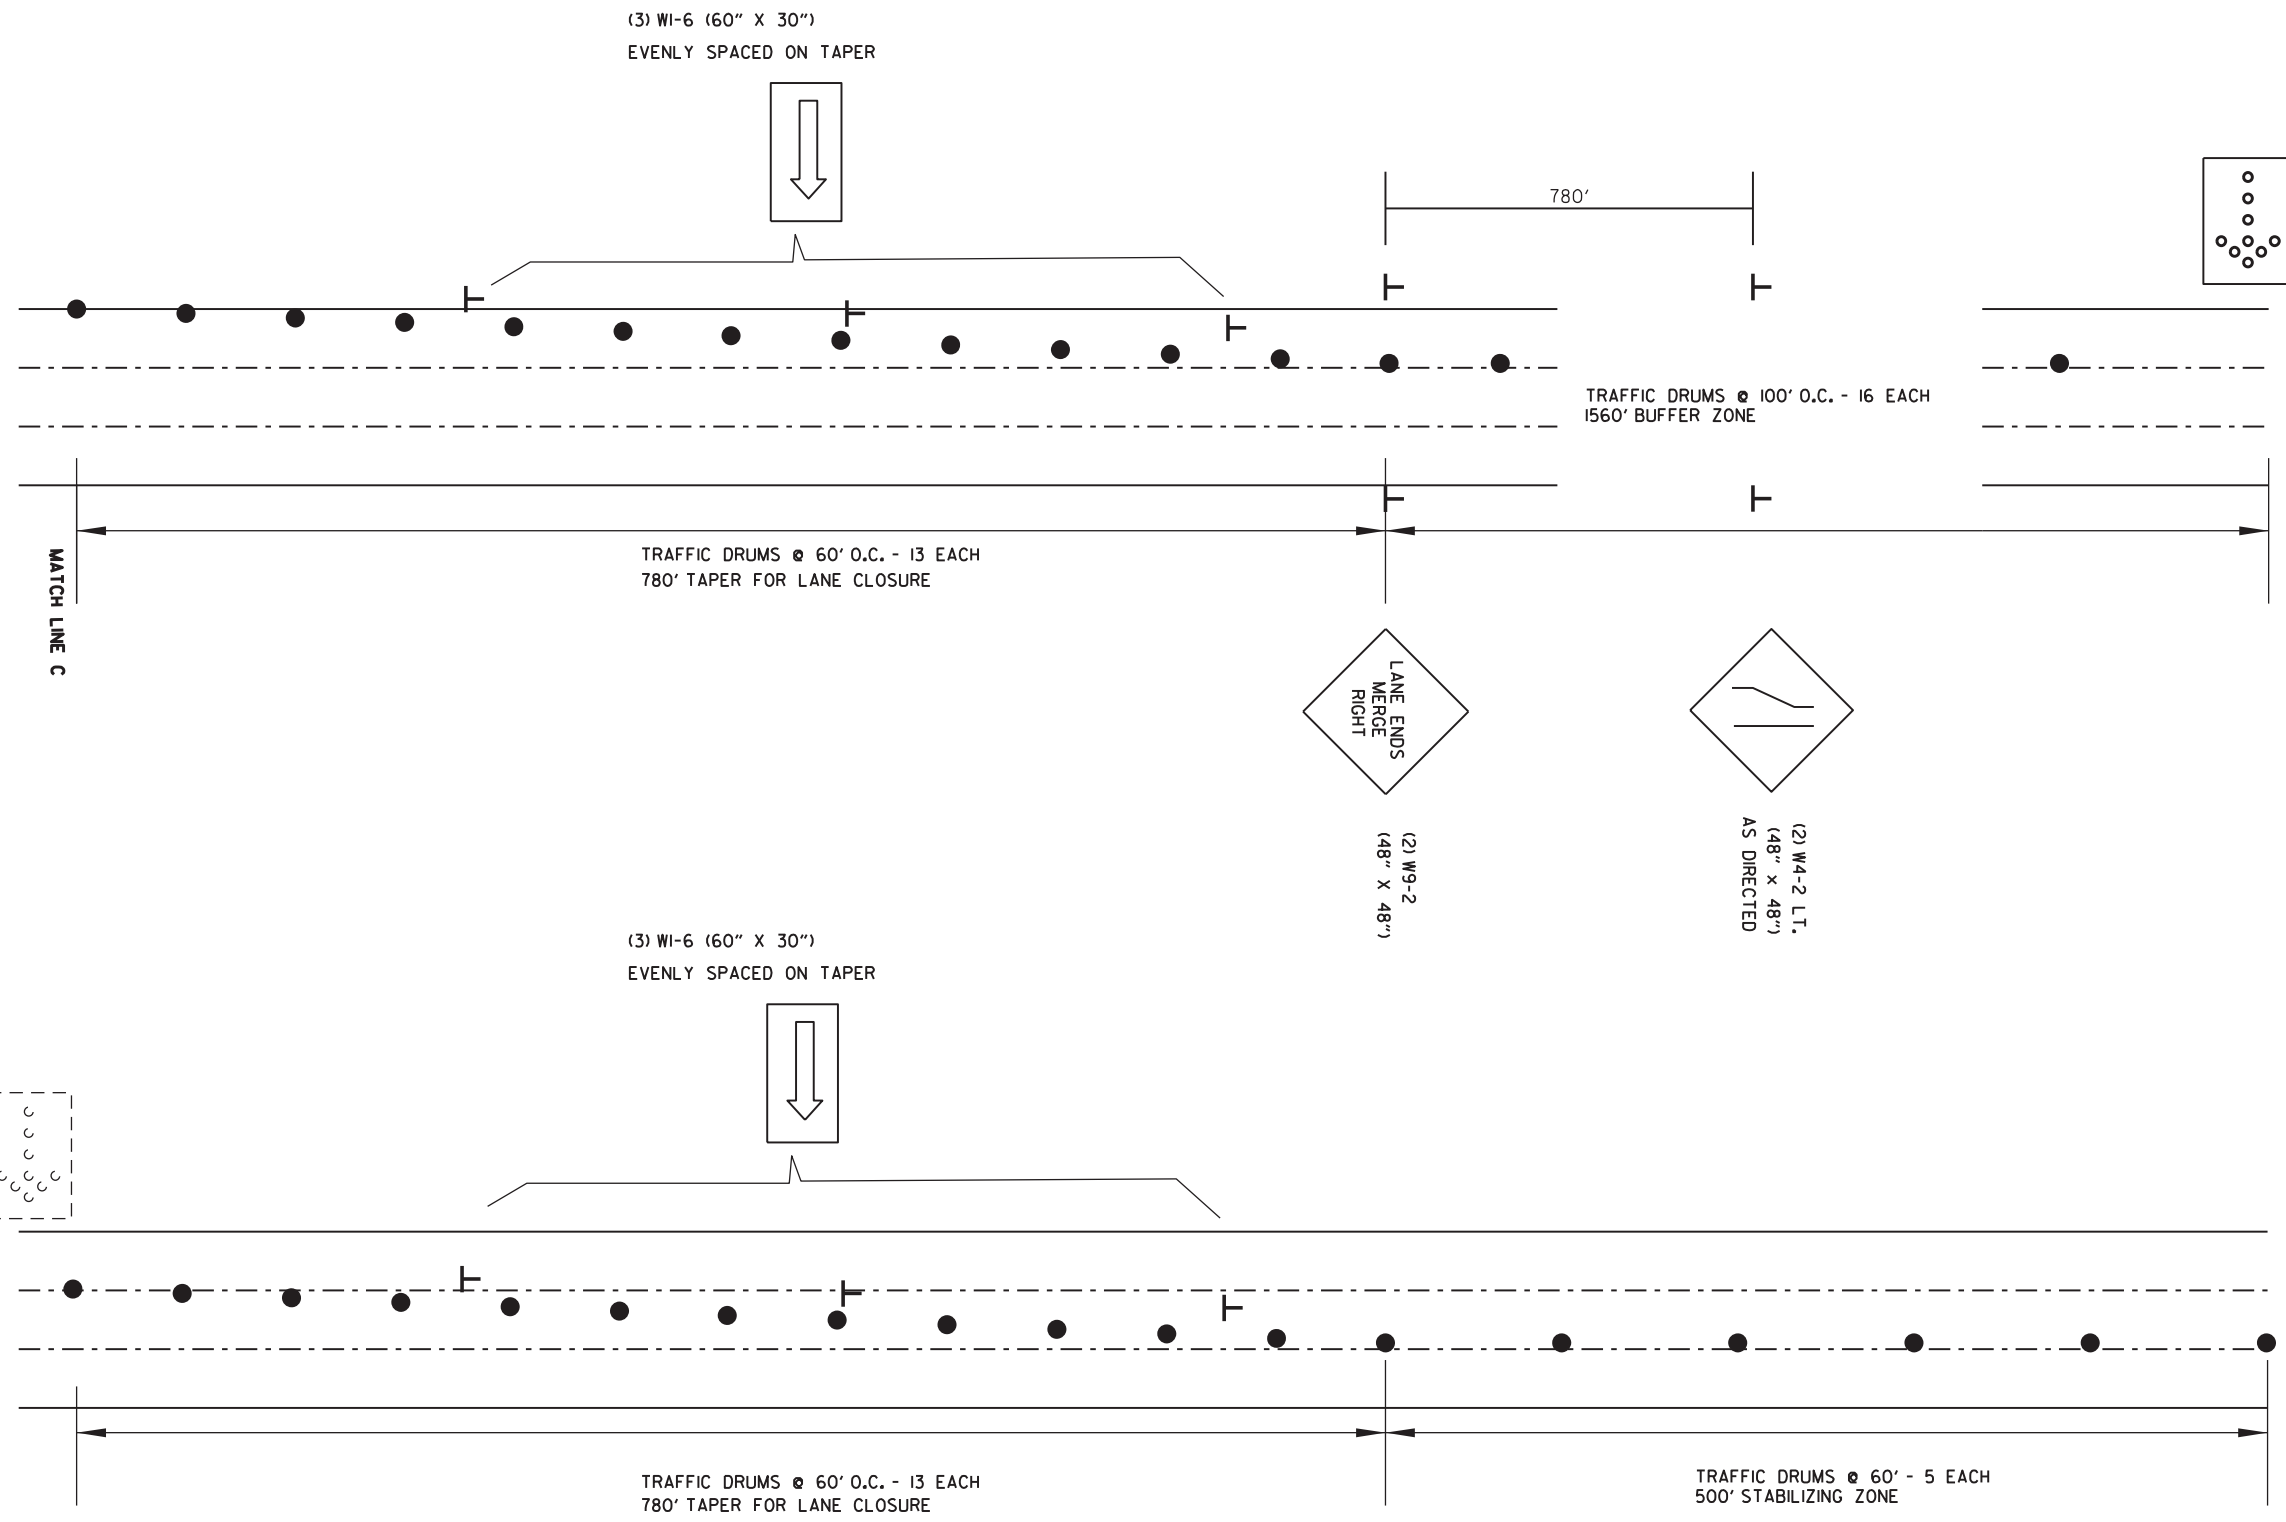 (3) W1-6 (60" X 30")
EVENLY SPACED ON TAPER
780'
TRAFFIC DRUMS @ 100' O.C. - 16 EACH
1560' BUFFER ZONE
TRAFFIC DRUMS @ 60' O.C. - 13 EACH
780' TAPER FOR LANE CLOSURE
MATCH LINE C
LANE ENDS
MERGE
RIGHT
(2) W9-2
(48" X 48")
(2) W4-2 LT.
(48" x 48")
AS DIRECTED
(3) W1-6 (60" X 30")
EVENLY SPACED ON TAPER
TRAFFIC DRUMS @ 60' O.C. - 13 EACH
780' TAPER FOR LANE CLOSURE
TRAFFIC DRUMS @ 60' - 5 EACH
500' STABILIZING ZONE